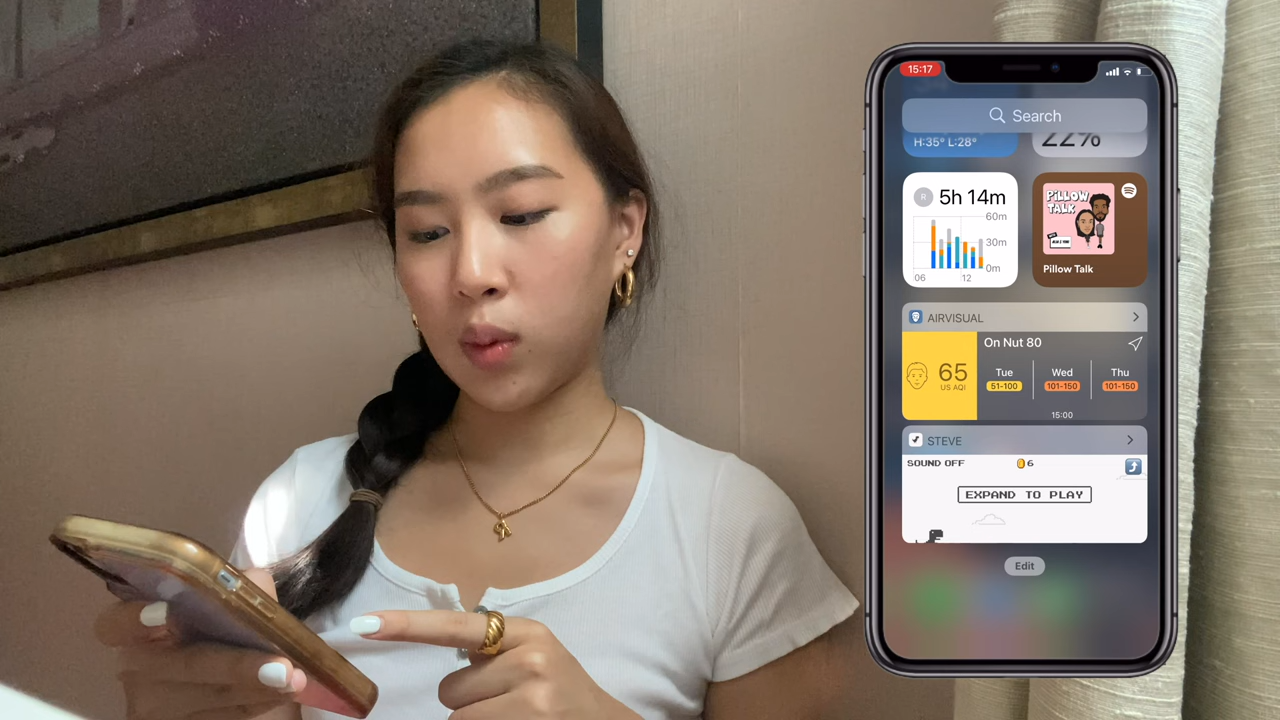 15:17
Search
H:35° L:28°
22%
R 5h 14m
60m
30m
0m
06 12
PiLLOW
TALK
Pillow Talk
AIRVISUAL
On Nut 80
65
US AQI
Tue Wed Thu
51-100 101-150 101-150
15:00
STEVE
SOUND OFF 6
EXPAND TO PLAY
Edit